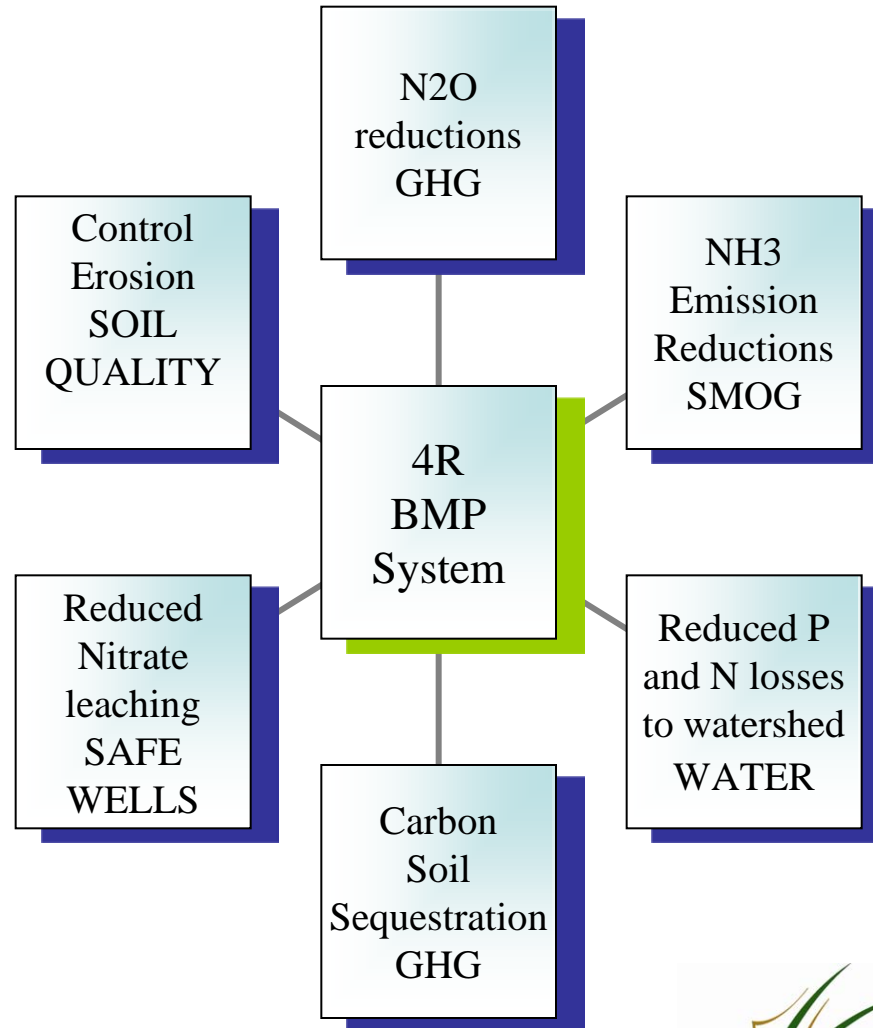 N2O
reductions
GHG
Control
Erosion
SOIL
QUALITY
NH3
Emission
Reductions
SMOG
4R
BMP
System
Reduced
Nitrate
leaching
SAFE
WELLS
Reduced P
and N losses
to watershed
WATER
Carbon
Soil
Sequestration
GHG